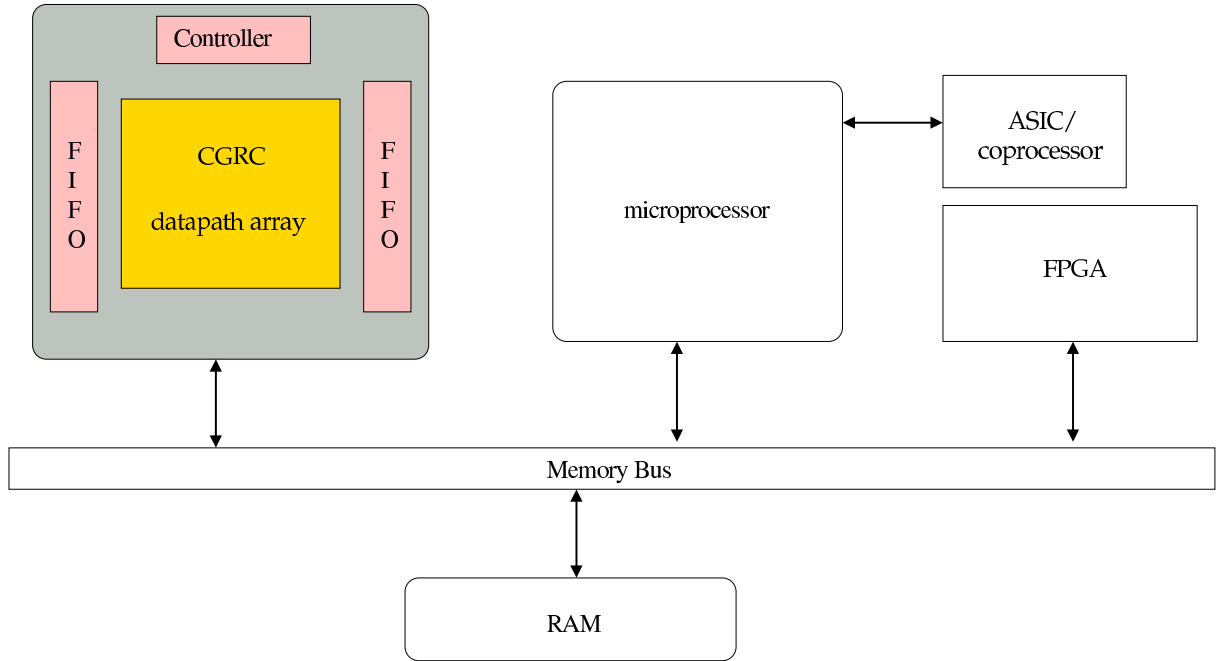 Controller
F
I
F
O
CGRC
datapath array
F
I
F
O
microprocessor
ASIC/
coprocessor
FPGA
Memory Bus
RAM